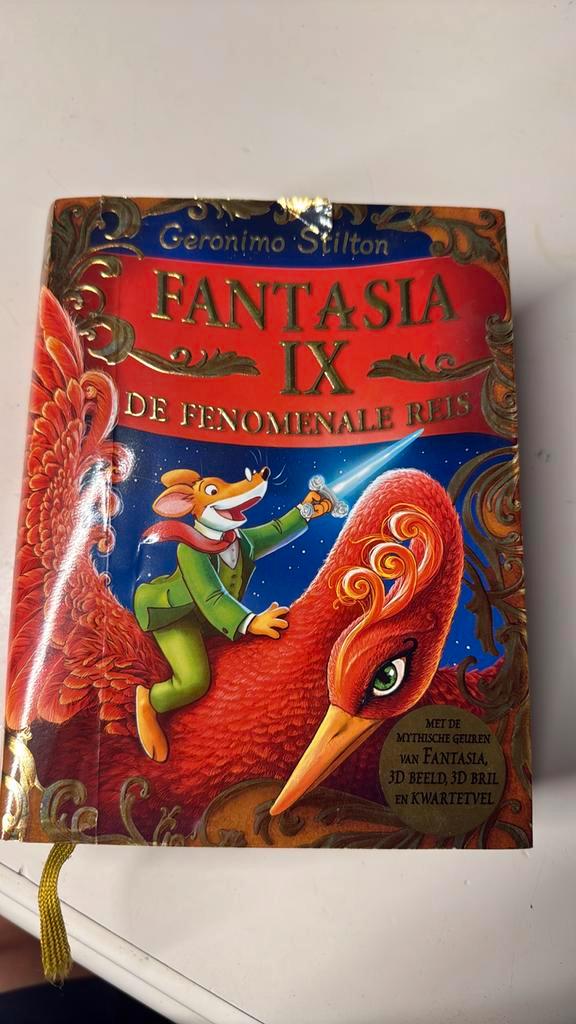 Geronimo Stilton
FANTASIA
IX
DE FENOMENALE REIS
MET DE
MYTHISCHE GEUREN
VAN FANTASIA,
3D BEELD, 3D BRIL
EN KWARTETVEL